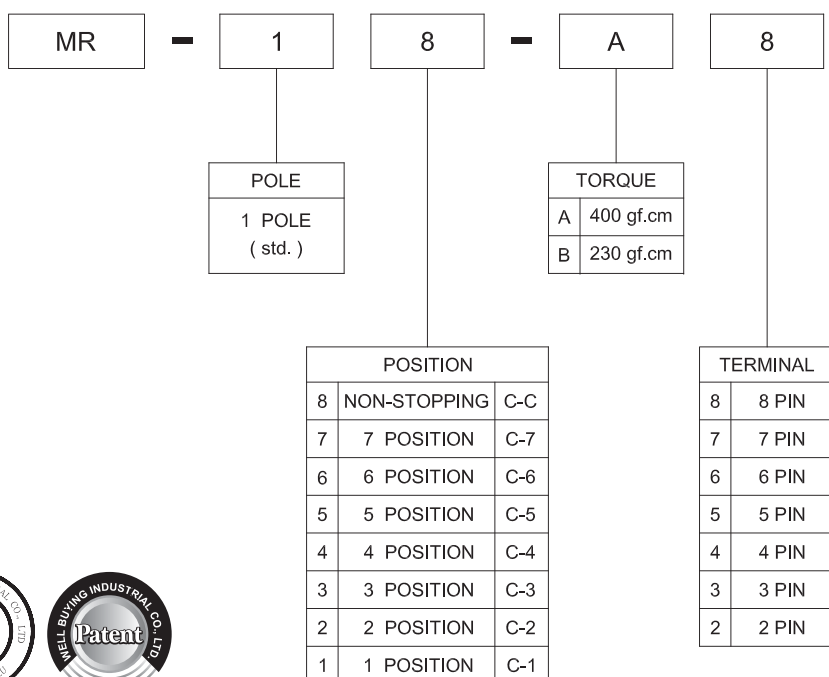 MR - 1 8 - A 8
POLE
1 POLE
( std. )
TORQUE
A 400 gf.cm
B 230 gf.cm
POSITION
8 NON-STOPPING C-C
7 7 POSITION C-7
6 6 POSITION C-6
5 5 POSITION C-5
4 4 POSITION C-4
3 3 POSITION C-3
2 2 POSITION C-2
1 1 POSITION C-1
TERMINAL
8 8 PIN
7 7 PIN
6 6 PIN
5 5 PIN
4 4 PIN
3 3 PIN
2 2 PIN
CO., LTD
WELL BUYING INDUSTRIAL CO., LTD.
Patent